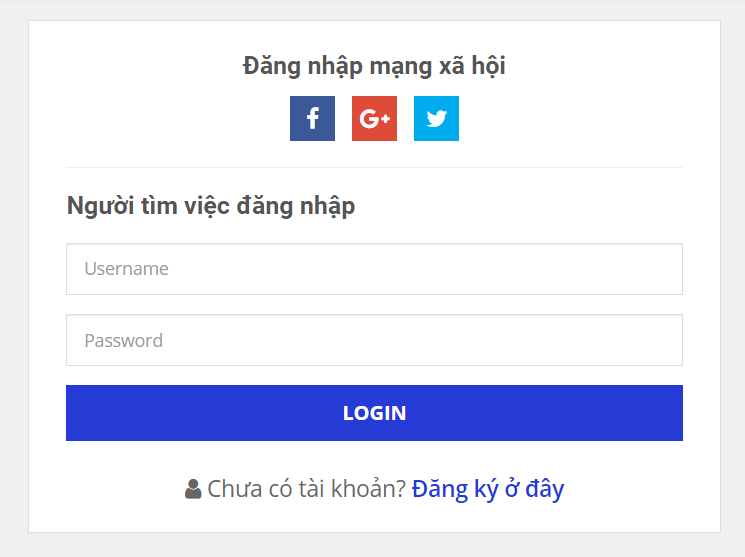 Đăng nhập mạng xã hội
f G+
Người tìm việc đăng nhập
Username
Password
LOGIN
Chưa có tài khoản? Đăng ký ở đây